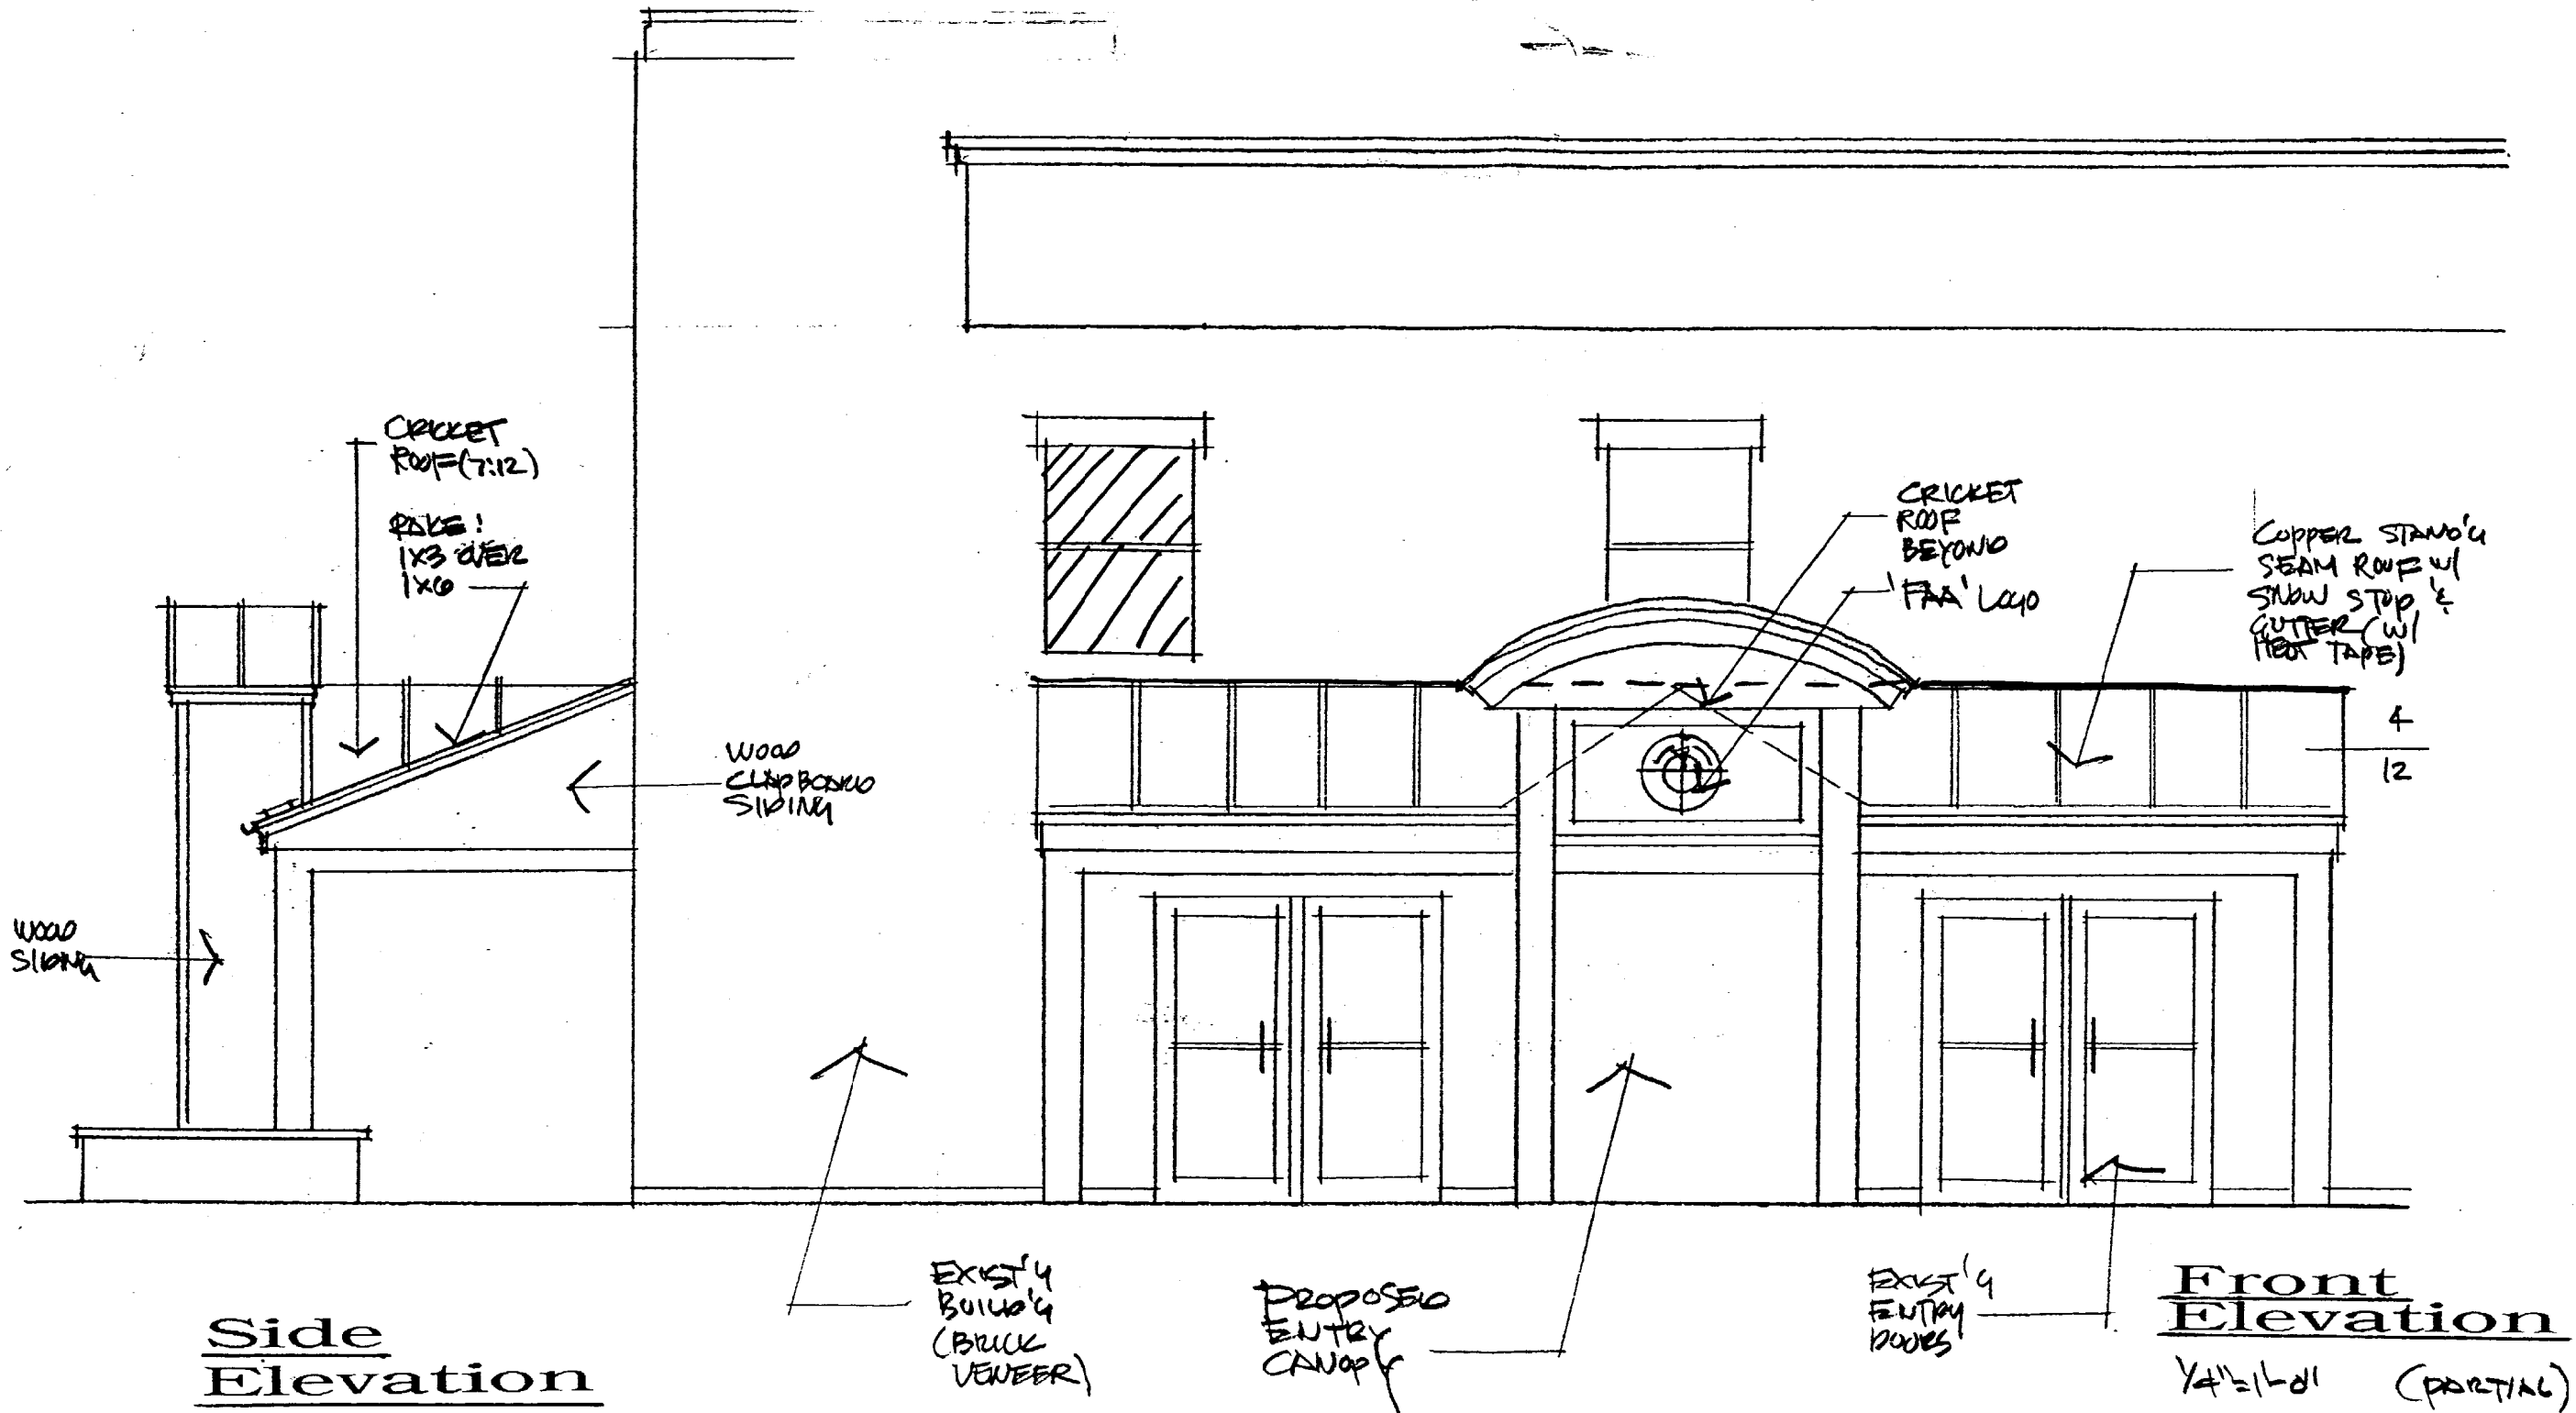 CRICKET
ROOF (7:12)
RAKE:
1X3 OVER
1X6
WOOD
CLAPBOARD
SIDING
WOOD
SIDING
CRICKET
ROOF
BEYOND
'FAA' LOGO
COPPER STAND'G
SEAM ROOF W/
SNOW STOP &
GUTTER (W/
HEAT TAPE)
4
12
EXIST'G
BUILD'G
(BRICK
VENEER)
PROPOSED
ENTRY
CANOPY
EXIST'G
ENTRY
DOORS
Side
Elevation
Front
Elevation
1/4"=1'-0" (PARTIAL)